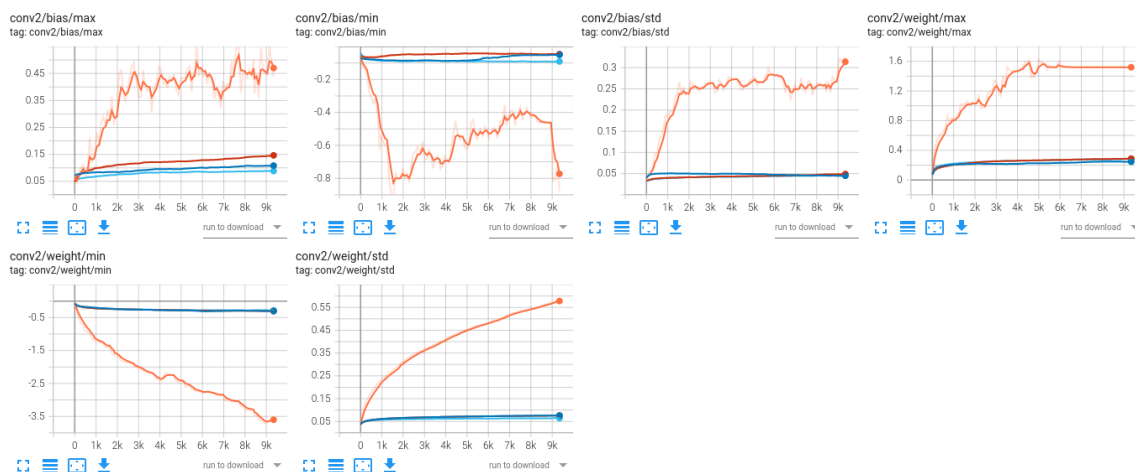 conv2/bias/max
tag: conv2/bias/max
0.45
0.35
0.25
0.15
0.05
0 1k 2k 3k 4k 5k 6k 7k 8k 9k
run to download
conv2/bias/min
tag: conv2/bias/min
-0.2
-0.4
-0.6
-0.8
0 1k 2k 3k 4k 5k 6k 7k 8k 9k
run to download
conv2/bias/std
tag: conv2/bias/std
0.3
0.25
0.2
0.15
0.1
0.05
0 1k 2k 3k 4k 5k 6k 7k 8k 9k
run to download
conv2/weight/max
tag: conv2/weight/max
1.6
1.2
0.8
0.4
0
0 1k 2k 3k 4k 5k 6k 7k 8k 9k
run to download
conv2/weight/min
tag: conv2/weight/min
-0.5
-1.5
-2.5
-3.5
0 1k 2k 3k 4k 5k 6k 7k 8k 9k
run to download
conv2/weight/std
tag: conv2/weight/std
0.55
0.45
0.35
0.25
0.15
0.05
0 1k 2k 3k 4k 5k 6k 7k 8k 9k
run to download